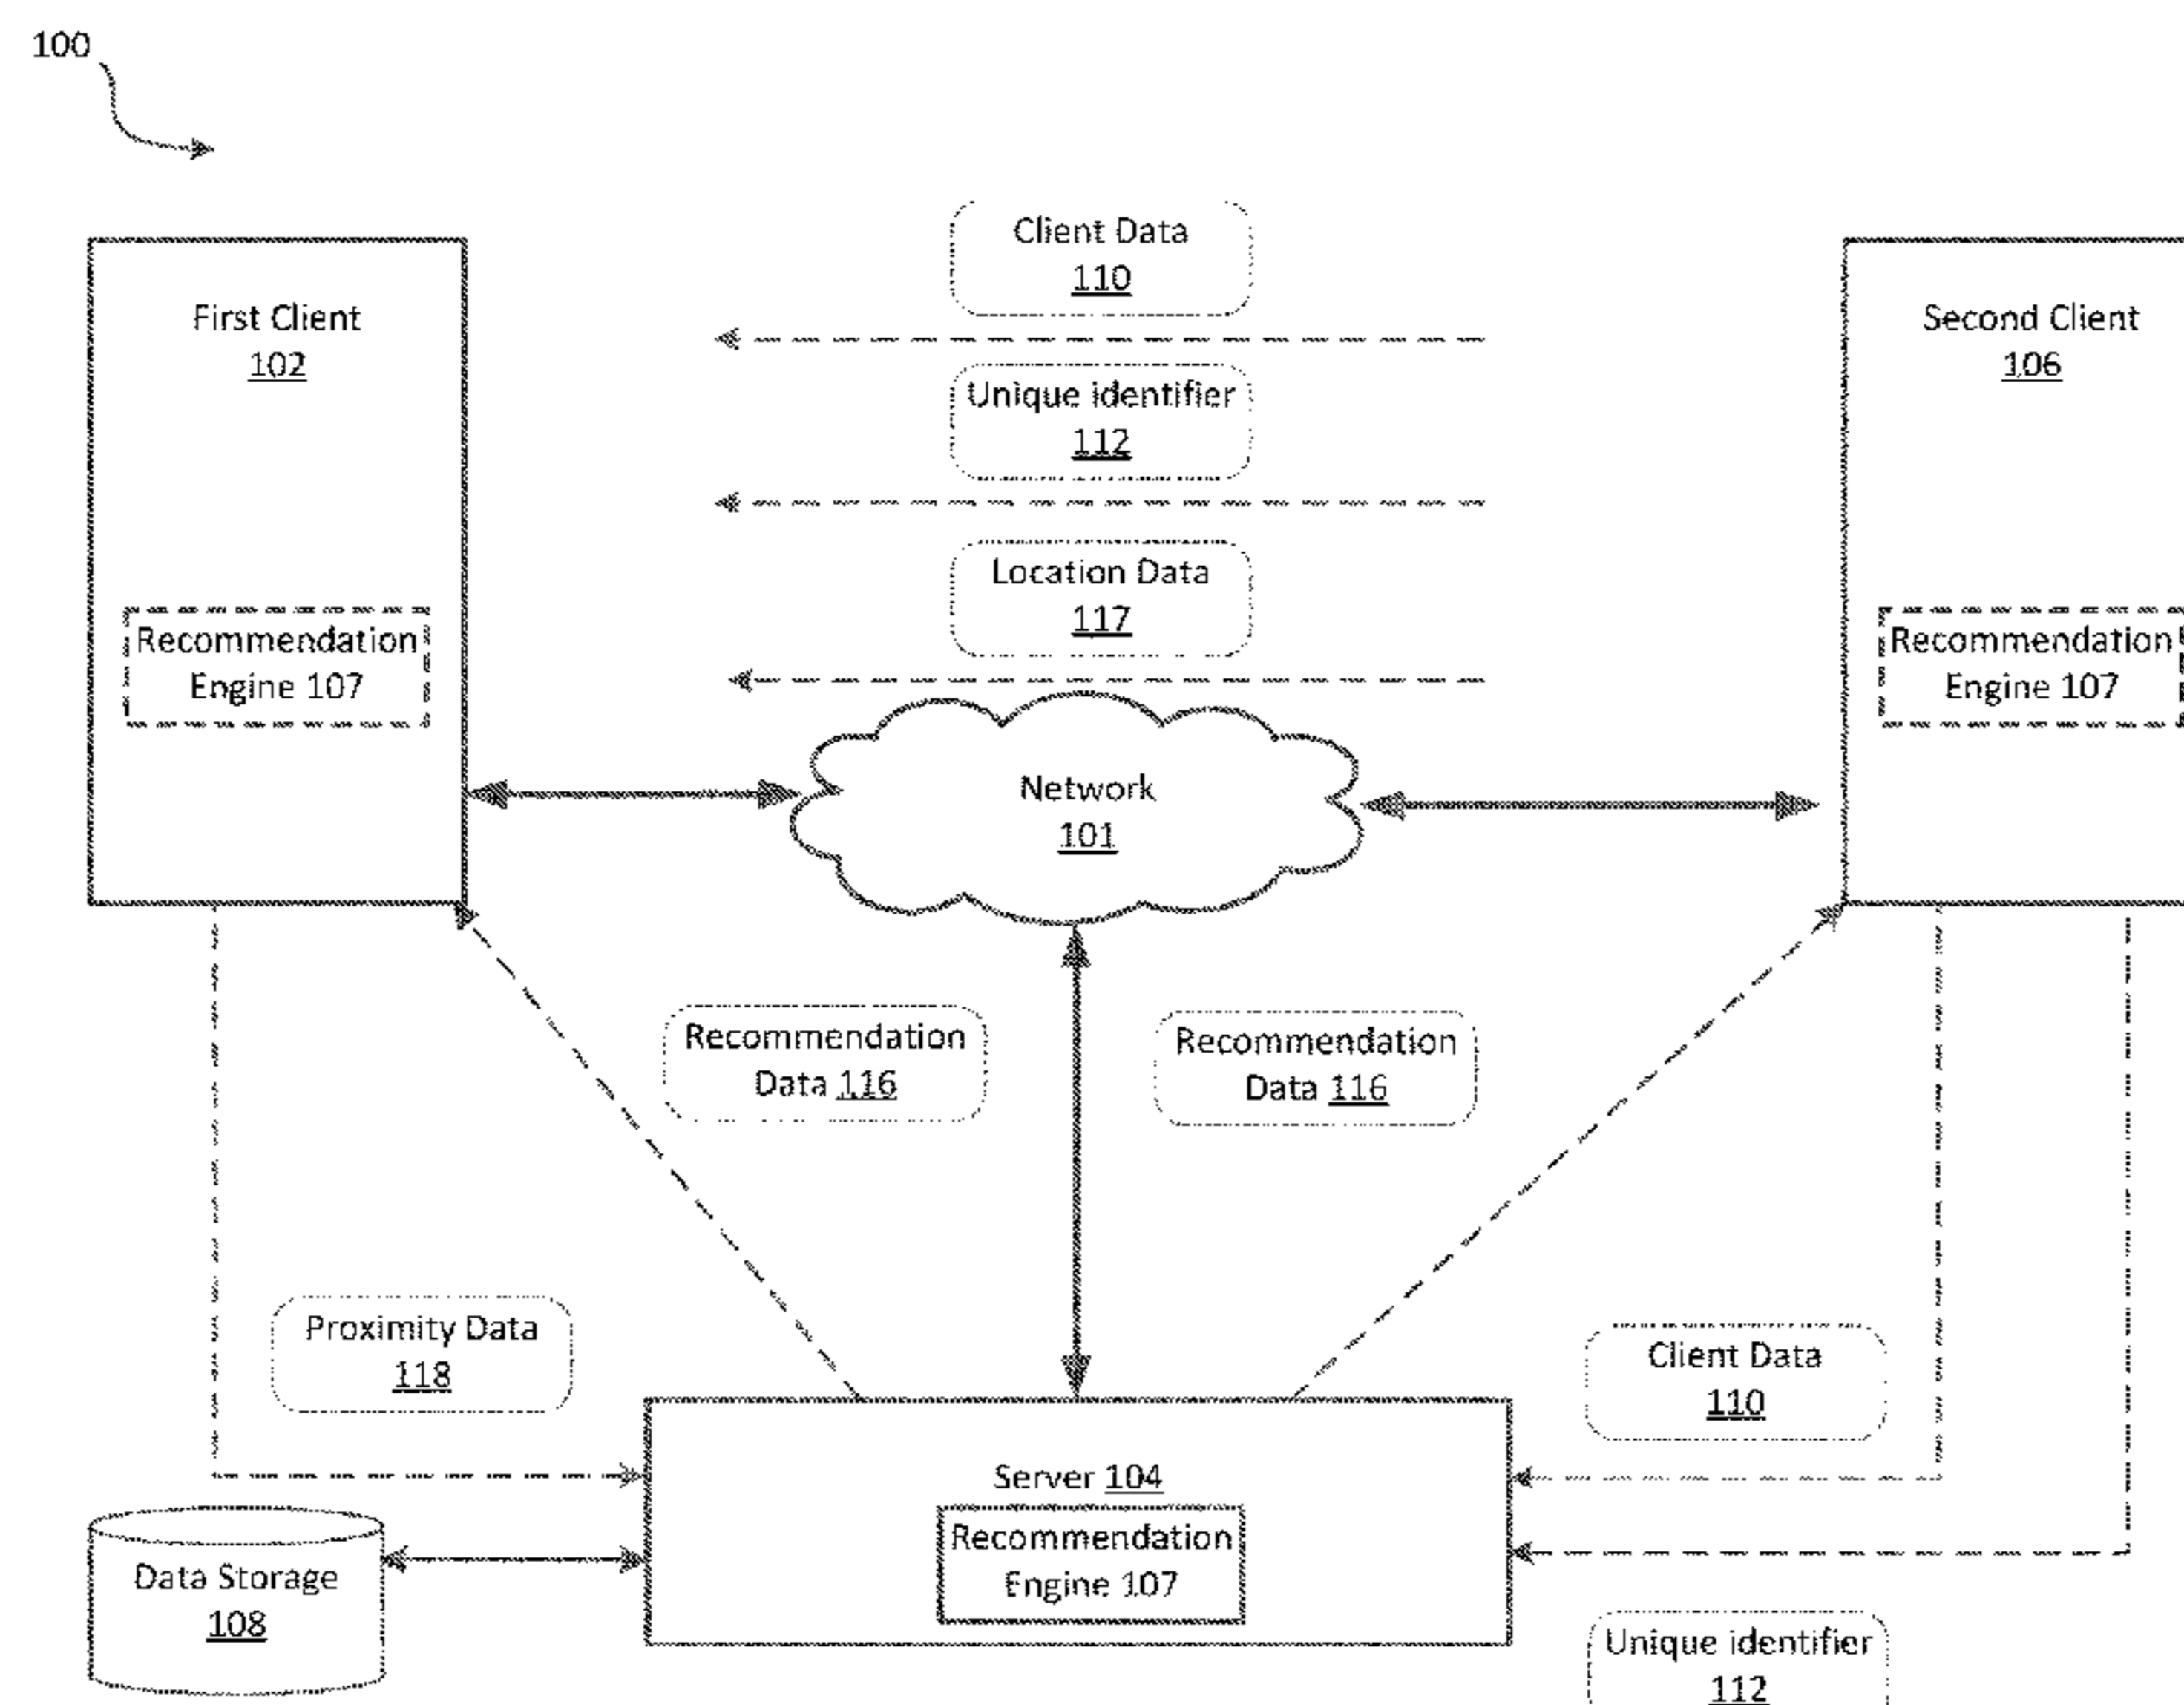 100
Client Data
110
First Client
102
Second Client
106
Unique identifier
112
Location Data
117
Recommendation
Engine 107
Recommendation
Engine 107
Network
101
Recommendation
Data 116
Recommendation
Data 116
Proximity Data
118
Client Data
110
Server 104
Recommendation
Engine 107
Data Storage
108
Unique identifier
112